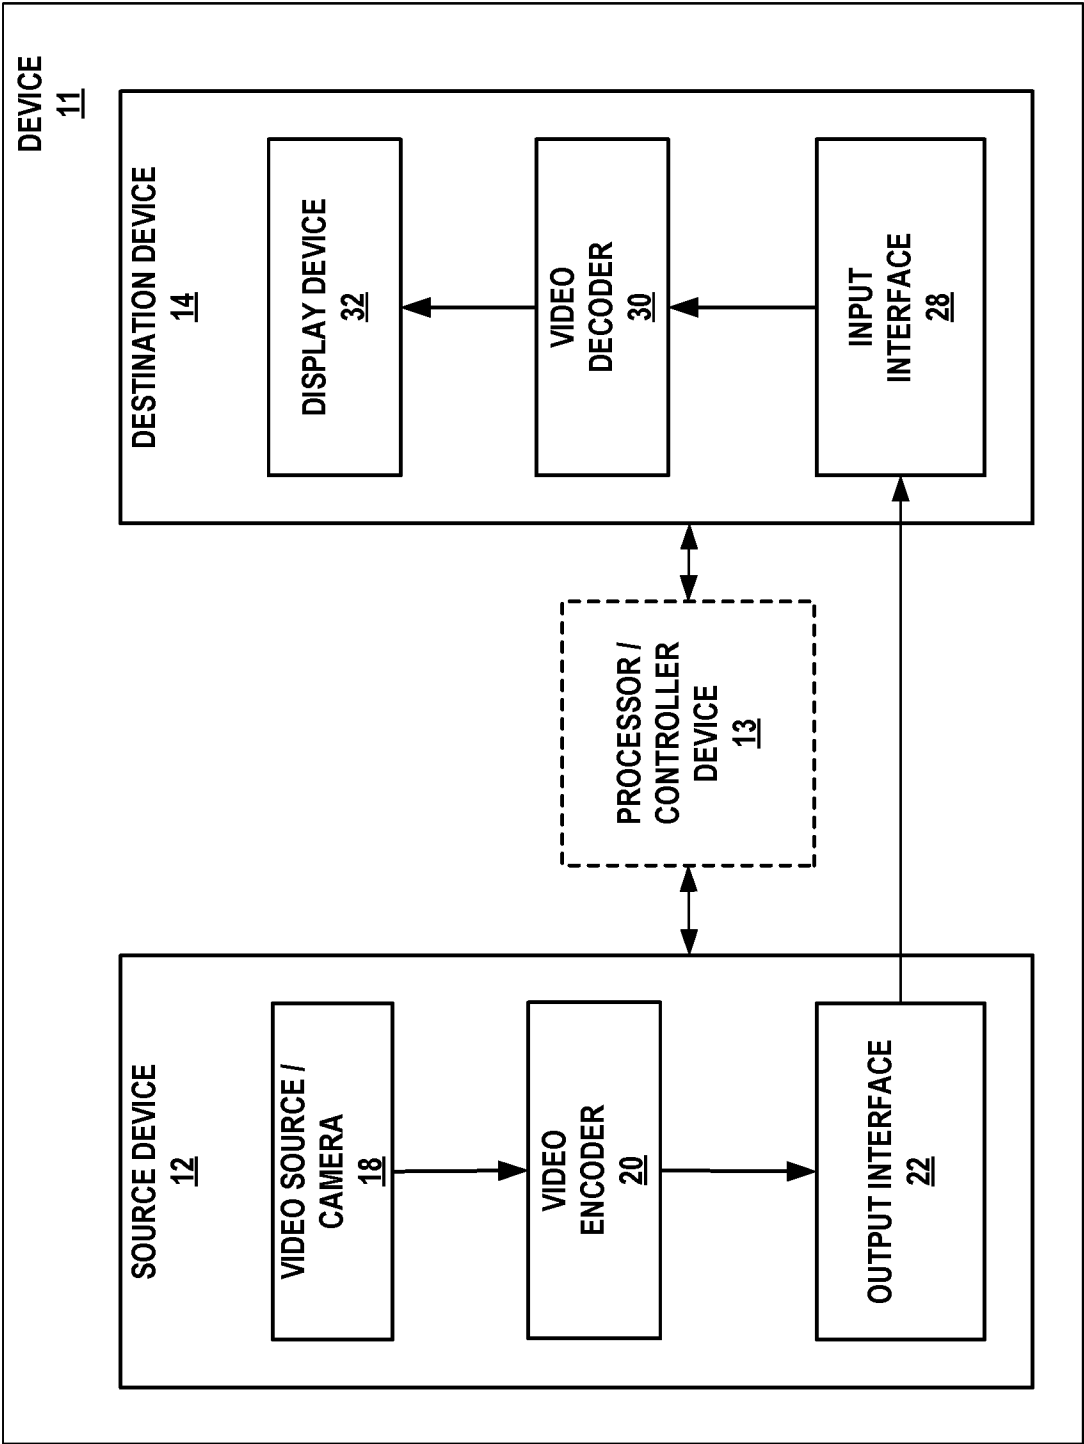 DEVICE
11
SOURCE DEVICE
12
VIDEO SOURCE /
CAMERA
18
VIDEO
ENCODER
20
OUTPUT INTERFACE
22
PROCESSOR /
CONTROLLER
DEVICE
13
DESTINATION DEVICE
14
DISPLAY DEVICE
32
VIDEO
DECODER
30
INPUT
INTERFACE
28